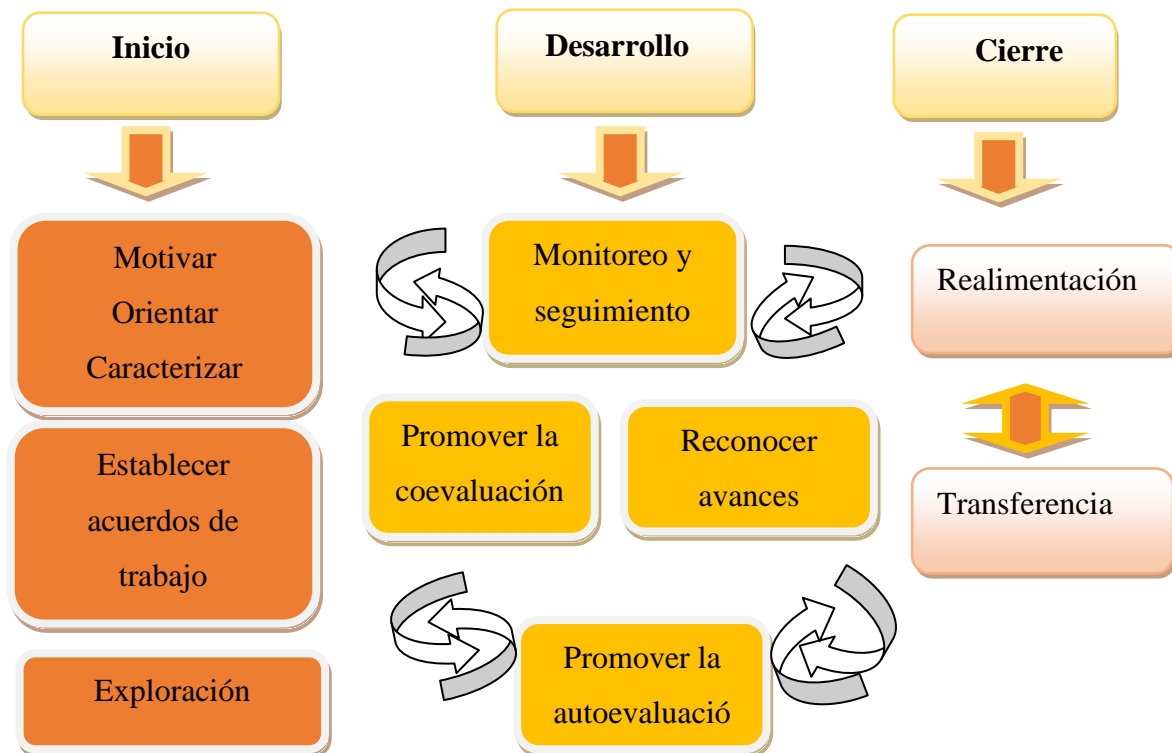 Inicio
Desarrollo
Cierre
Motivar
Orientar
Caracterizar
Establecer
acuerdos de
trabajo
Exploración
Monitoreo y
seguimiento
Promover la
coevaluación
Reconocer
avances
Promover la
autoevaluació
Realimentación
Transferencia